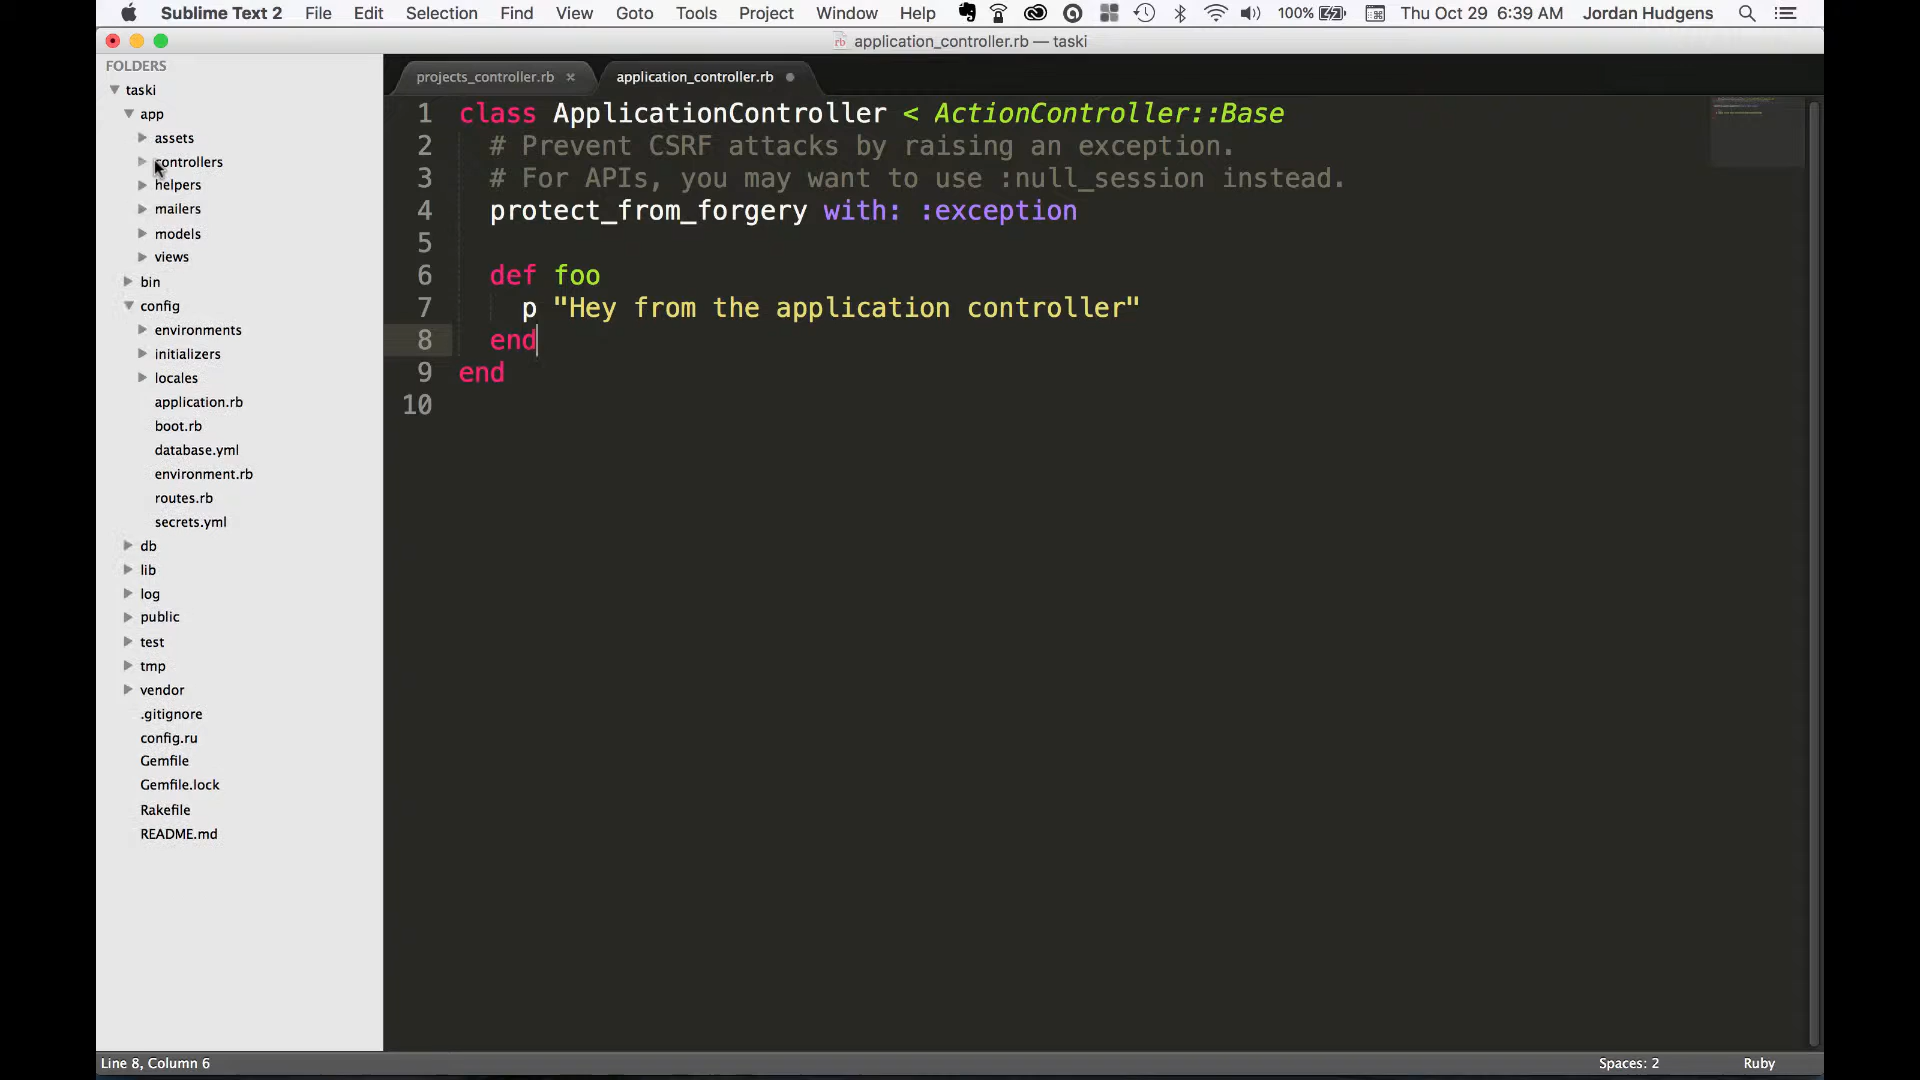 Sublime Text 2 File Edit Selection Find View Goto Tools Project Window Help 100% Thu Oct 29 6:39 AM Jordan Hudgens
application_controller.rb — taski
FOLDERS
taski
app
assets
controllers
helpers
mailers
models
views
bin
config
environments
initializers
locales
application.rb
boot.rb
database.yml
environment.rb
routes.rb
secrets.yml
db
lib
log
public
test
tmp
vendor
.gitignore
config.ru
Gemfile
Gemfile.lock
Rakefile
README.md
projects_controller.rb × application_controller.rb
1 class ApplicationController < ActionController::Base
2 # Prevent CSRF attacks by raising an exception.
3 # For APIs, you may want to use :null_session instead.
4 protect_from_forgery with: :exception
5
6 def foo
7 p "Hey from the application controller"
8 end
9 end
10
Line 8, Column 6 Spaces: 2 Ruby